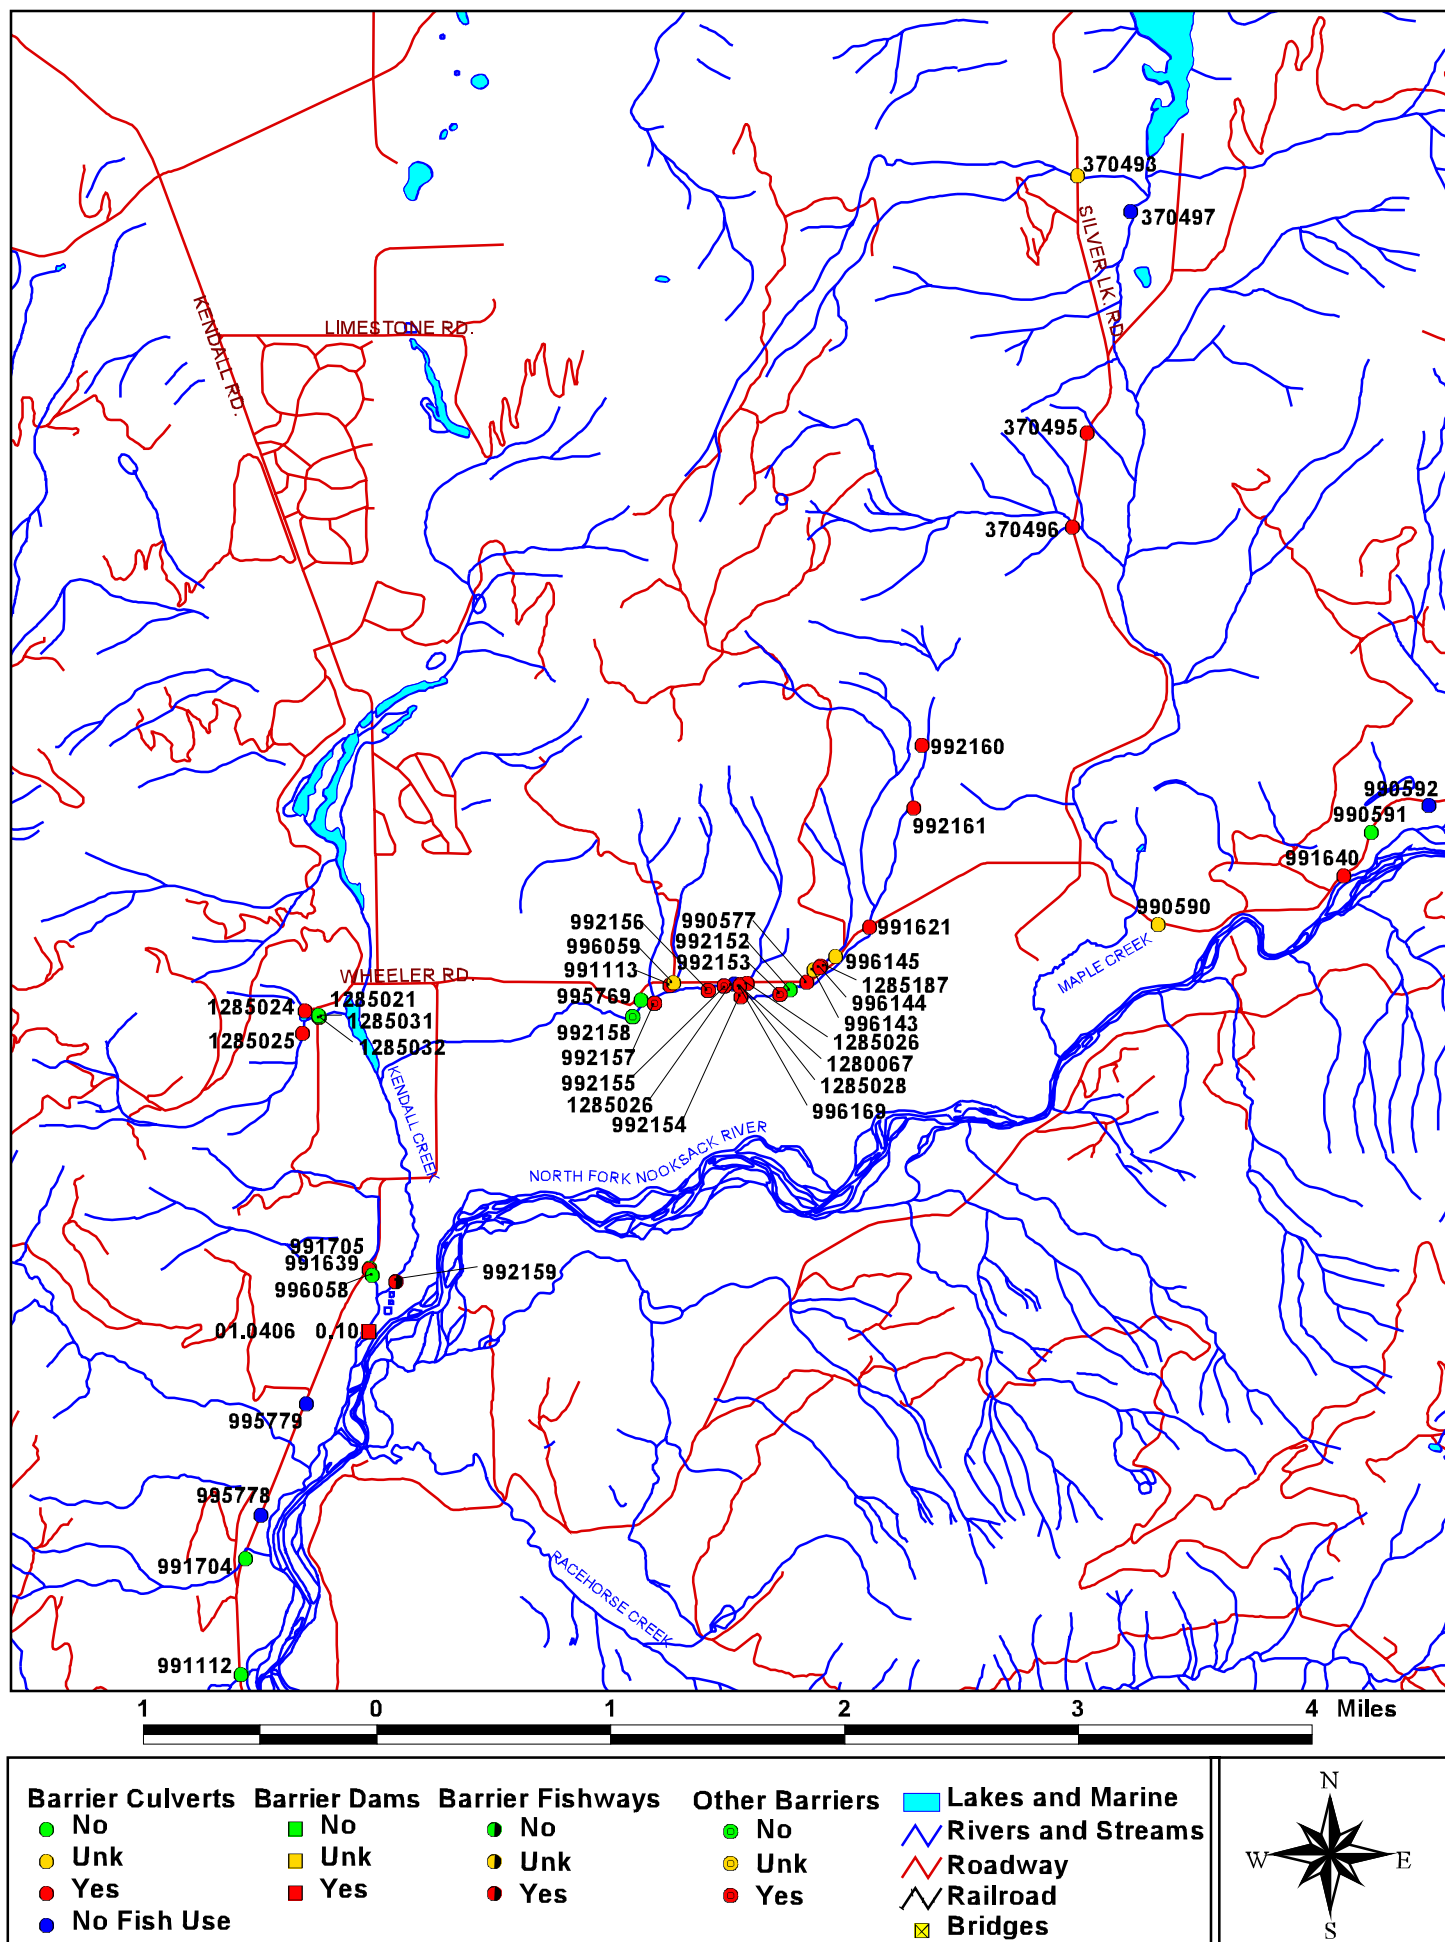 370493
370497
SILVER LK. RD.
KENDALL RD.
LIMESTONE RD.
370495
370496
992160
992161
990592
990591
991640
990590
991621
992156
990577
996059
992152
992153
991113
996145
1285187
995769
996144
992158
996143
992157
1285026
992155
1280067
1285026
1285028
992154
996169
MAPLE CREEK
WHEELER RD.
1285024
1285021
1285031
1285025
1285032
KENDALL CREEK
NORTH FORK NOOKSACK RIVER
991705
991639
996058
992159
01.0406 0.10
995779
995778
991704
RACEHORSE CREEK
991112
1 0 1 2 3 4 Miles
Barrier Culverts
No
Unk
Yes
No Fish Use
Barrier Dams
No
Unk
Yes
Barrier Fishways
No
Unk
Yes
Other Barriers
No
Unk
Yes
Lakes and Marine
Rivers and Streams
Roadway
Railroad
Bridges
N
W E
S